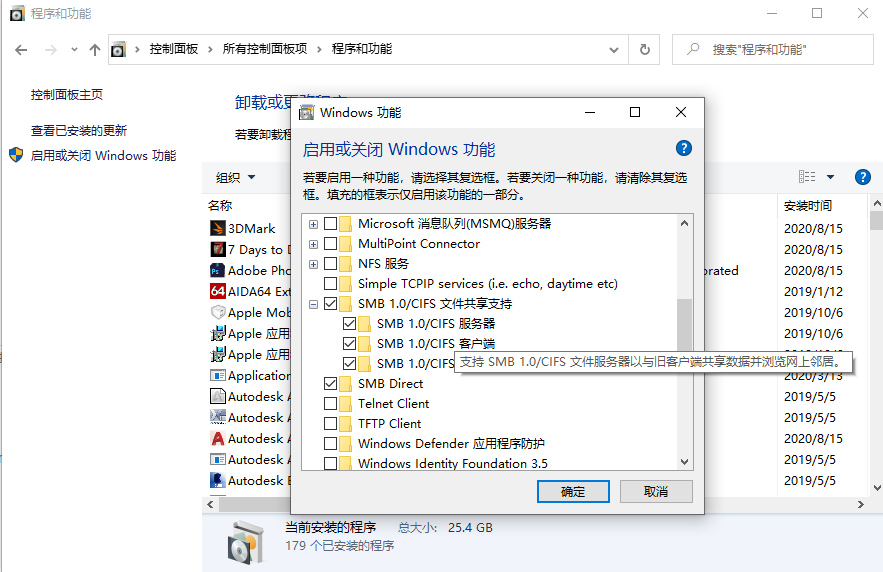 程序和功能
控制面板 › 所有控制面板项 › 程序和功能
搜索"程序和功能"
控制面板主页
查看已安装的更新
启用或关闭 Windows 功能
卸载或更改程序
若要卸载程
组织
名称
安装时间
3DMark
2020/8/15
7 Days to D
2020/8/15
Adobe Pho
orated
2020/8/15
AIDA64 Ext
2019/1/12
Apple Mob
2019/10/6
Apple 应用
2019/10/6
Apple 应用
Application
2020/3/13
Autodesk
2019/5/5
Autodesk
2019/5/5
Autodesk
2020/8/15
Autodesk
2019/5/5
Autodesk
2019/5/5
当前安装的程序 总大小: 25.4 GB
179 个已安装的程序
Windows 功能
启用或关闭 Windows 功能
若要启用一种功能，请选择其复选框。若要关闭一种功能，请清除其复选
框。填充的框表示仅启用该功能的一部分。
Microsoft 消息队列(MSMQ)服务器
MultiPoint Connector
NFS 服务
Simple TCPIP services (i.e. echo, daytime etc)
SMB 1.0/CIFS 文件共享支持
SMB 1.0/CIFS 服务器
SMB 1.0/CIFS 客户端
SMB 1.0/CIFS
支持 SMB 1.0/CIFS 文件服务器以与旧客户端共享数据并浏览网上邻居。
SMB Direct
Telnet Client
TFTP Client
Windows Defender 应用程序防护
Windows Identity Foundation 3.5
确定
取消